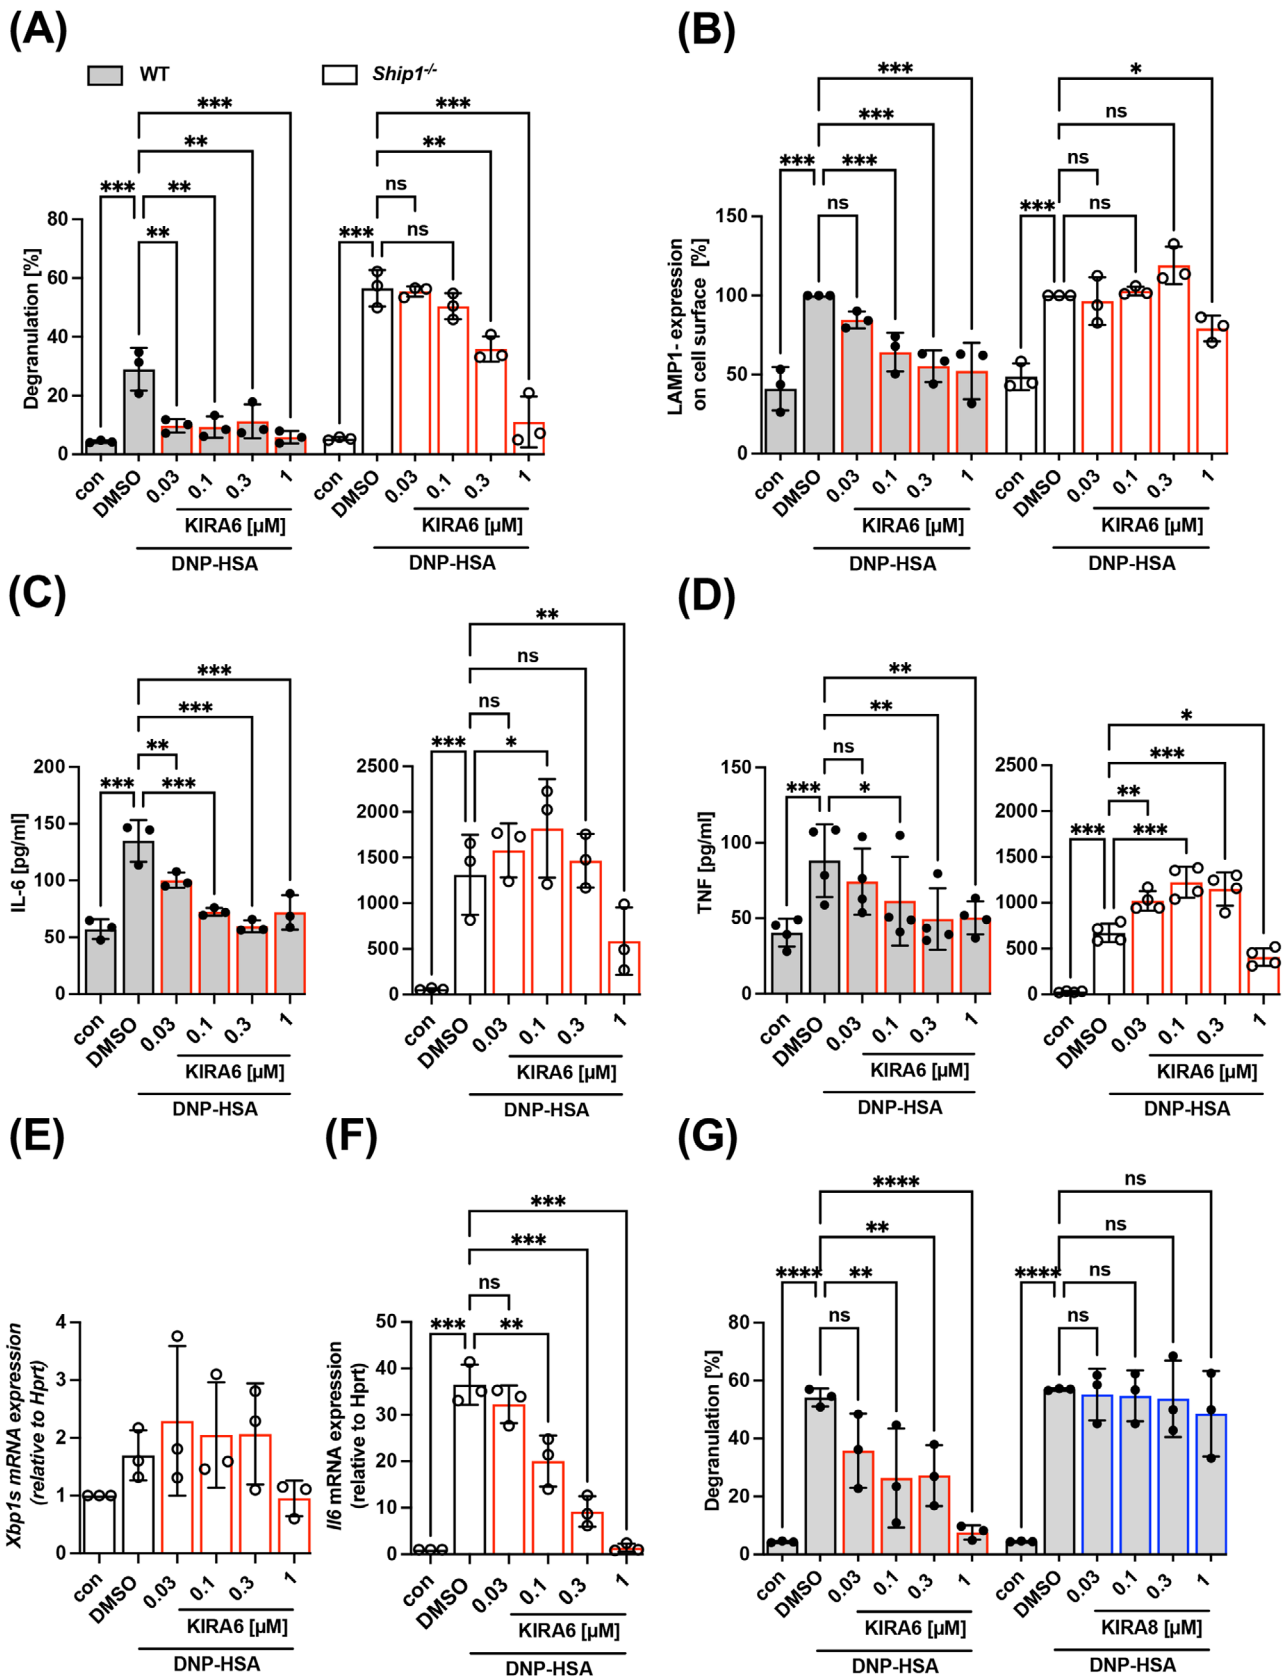 (A)
WT
Ship1-/-
***
**
***
**
***
**
**
***
**
ns
***
ns
Degranulation [%]
80
60
40
20
0
con
DMSO
0.03
0.1
0.3
1
con
DMSO
0.03
0.1
0.3
1
KIRA6 [µM]
KIRA6 [µM]
DNP-HSA
DNP-HSA
(B)
***
***
***
***
ns
*
ns
ns
***
ns
LAMP1- expression
on cell surface [%]
150
100
50
0
con
DMSO
0.03
0.1
0.3
1
con
DMSO
0.03
0.1
0.3
1
KIRA6 [µM]
KIRA6 [µM]
DNP-HSA
DNP-HSA
(C)
***
***
**
***
***
IL-6 [pg/ml]
200
150
100
50
0
con
DMSO
0.03
0.1
0.3
1
KIRA6 [µM]
DNP-HSA
**
ns
ns
***
*
2500
2000
1500
1000
500
0
con
DMSO
0.03
0.1
0.3
1
KIRA6 [µM]
DNP-HSA
(D)
**
**
ns
***
*
TNF [pg/ml]
150
100
50
0
con
DMSO
0.03
0.1
0.3
1
KIRA6 [µM]
DNP-HSA
*
***
**
***
***
2500
2000
1500
1000
500
0
con
DMSO
0.03
0.1
0.3
1
KIRA6 [µM]
DNP-HSA
(E)
Xbp1s mRNA expression
(relative to Hprt)
4
3
2
1
0
con
DMSO
0.03
0.1
0.3
1
KIRA6 [µM]
DNP-HSA
(F)
***
***
ns
***
**
Il6 mRNA expression
(relative to Hprt)
50
40
30
20
10
0
con
DMSO
0.03
0.1
0.3
1
KIRA6 [µM]
DNP-HSA
(G)
****
**
****
**
ns
ns
ns
****
ns
ns
Degranulation [%]
80
60
40
20
0
con
DMSO
0.03
0.1
0.3
1
con
DMSO
0.03
0.1
0.3
1
KIRA6 [µM]
KIRA8 [µM]
DNP-HSA
DNP-HSA